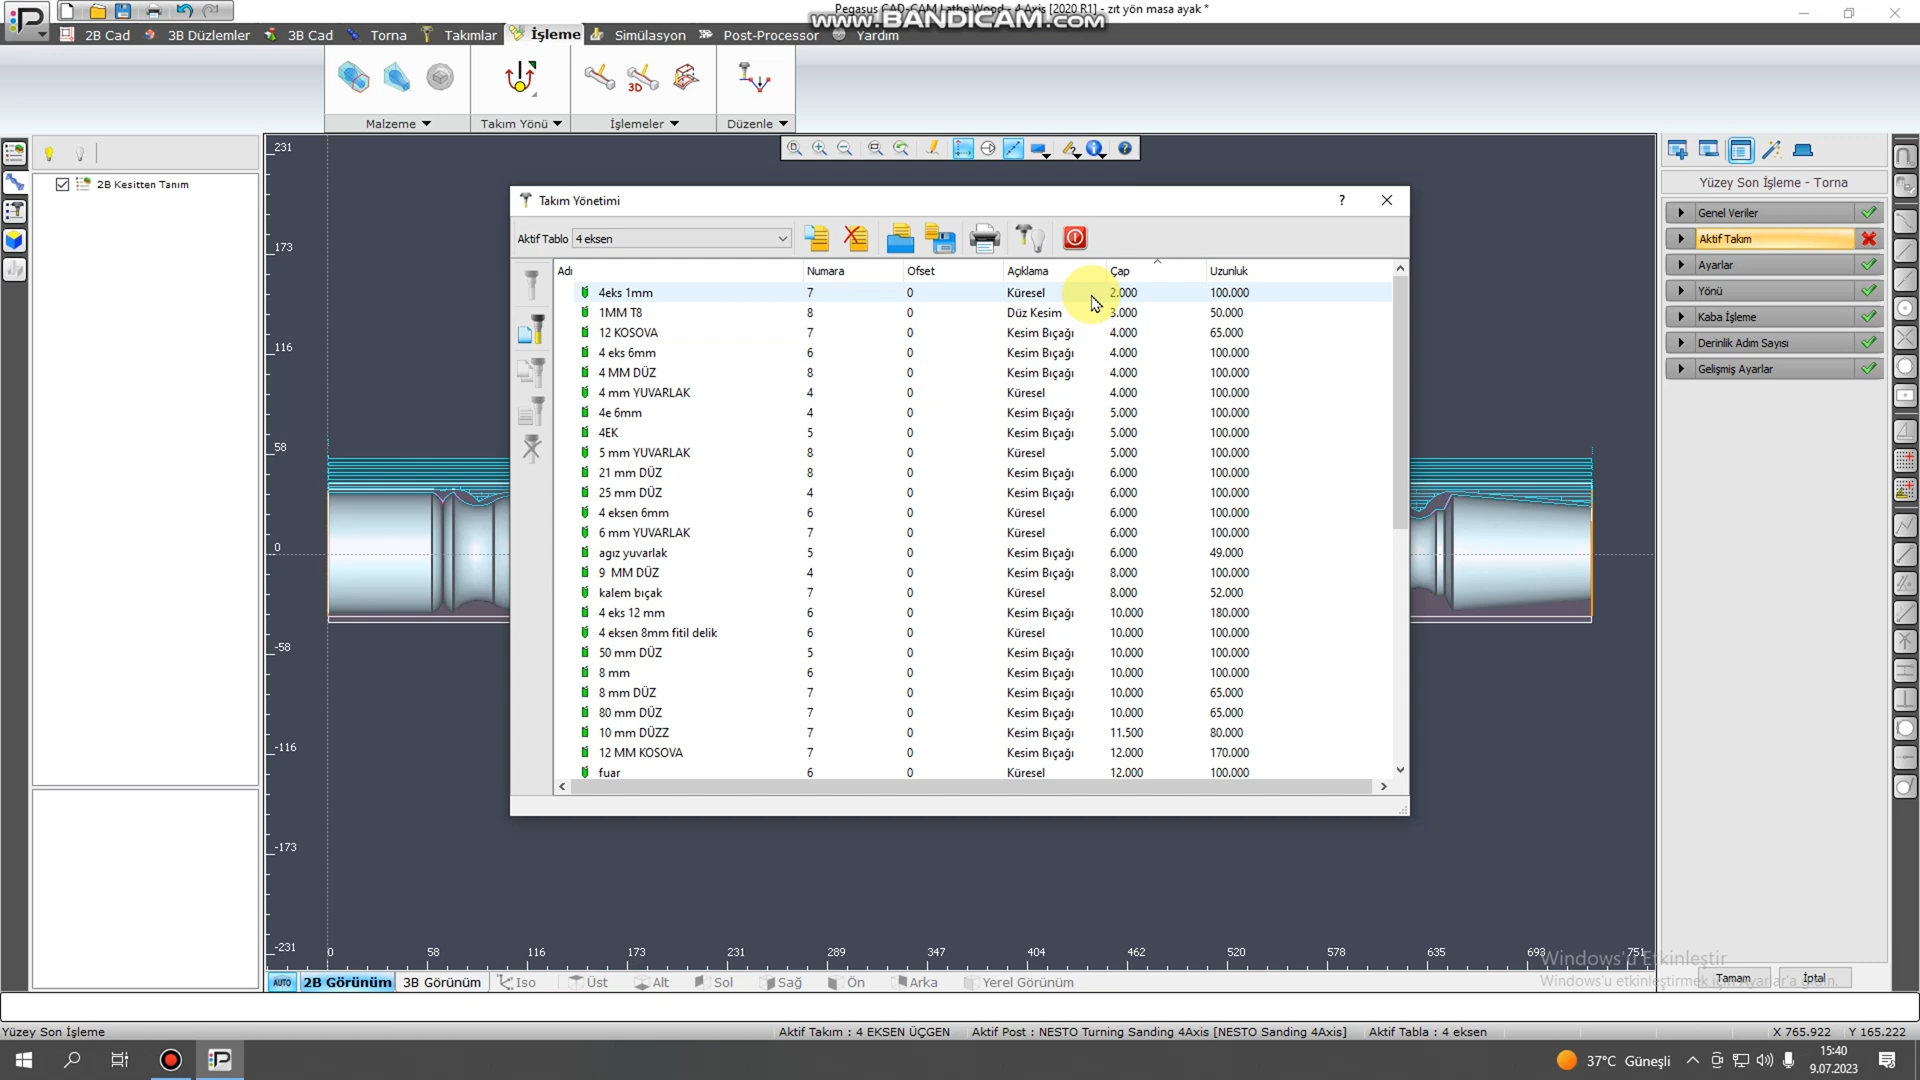 Pegasus CAD-CAM Lathe Wood - 4 Axis [2020 R1] - zıt yön masa ayak *
www.BANDICAM.com
2B Cad 3B Düzlemler 3B Cad Torna Takımlar İşleme Simülasyon Post-Processor Yardım
3D
Malzeme Takım Yönü İşlemeler Düzenle
2B Kesitten Tanım
Takım Yönetimi ?
Aktif Tablo 4 eksen
Adı Numara Ofset Açıklama Çap Uzunluk
4eks 1mm 7 0 Küresel 2.000 100.000
1MM T8 8 0 Düz Kesim 3.000 50.000
12 KOSOVA 7 0 Kesim Bıçağı 4.000 65.000
4 eks 6mm 6 0 Kesim Bıçağı 4.000 100.000
4 MM DÜZ 8 0 Kesim Bıçağı 4.000 100.000
4 mm YUVARLAK 4 0 Küresel 4.000 100.000
4e 6mm 4 0 Kesim Bıçağı 5.000 100.000
4EK 5 0 Kesim Bıçağı 5.000 100.000
5 mm YUVARLAK 8 0 Küresel 5.000 100.000
21 mm DÜZ 8 0 Kesim Bıçağı 6.000 100.000
25 mm DÜZ 4 0 Kesim Bıçağı 6.000 100.000
4 eksen 6mm 6 0 Küresel 6.000 100.000
6 mm YUVARLAK 7 0 Küresel 6.000 100.000
agız yuvarlak 5 0 Kesim Bıçağı 6.000 49.000
9 MM DÜZ 4 0 Kesim Bıçağı 8.000 100.000
kalem bıçak 7 0 Küresel 8.000 52.000
4 eks 12 mm 6 0 Kesim Bıçağı 10.000 180.000
4 eksen 8mm fitil delik 6 0 Küresel 10.000 100.000
50 mm DÜZ 5 0 Kesim Bıçağı 10.000 100.000
8 mm 6 0 Kesim Bıçağı 10.000 100.000
8 mm DÜZ 7 0 Kesim Bıçağı 10.000 65.000
80 mm DÜZ 7 0 Kesim Bıçağı 10.000 65.000
10 mm DÜZZ 7 0 Kesim Bıçağı 11.500 80.000
12 MM KOSOVA 7 0 Kesim Bıçağı 12.000 170.000
fuar 6 0 Küresel 12.000 100.000
231
173
116
58
0
-58
-116
-173
-231
0 58 116 173 231 289 347 404 462 520 578 635 693 751
Yüzey Son İşleme - Torna
Genel Veriler
Aktif Takım
Ayarlar
Yönü
Kaba İşleme
Derinlik Adım Sayısı
Gelişmiş Ayarlar
Windows'u Etkinleştir
Windows'u etkinleştirmek için Ayarlar'a gidin.
Tamam İptal
AUTO 2B Görünüm 3B Görünüm Iso Üst Alt Sol Sağ Ön Arka Yerel Görünüm
Yüzey Son İşleme Aktif Takım : 4 EKSEN ÜÇGEN Aktif Post : NESTO Turning Sanding 4Axis [NESTO Sanding 4Axis] Aktif Tabla : 4 eksen X 765.922 Y 165.222
37°C Güneşli 15:40
9.07.2023